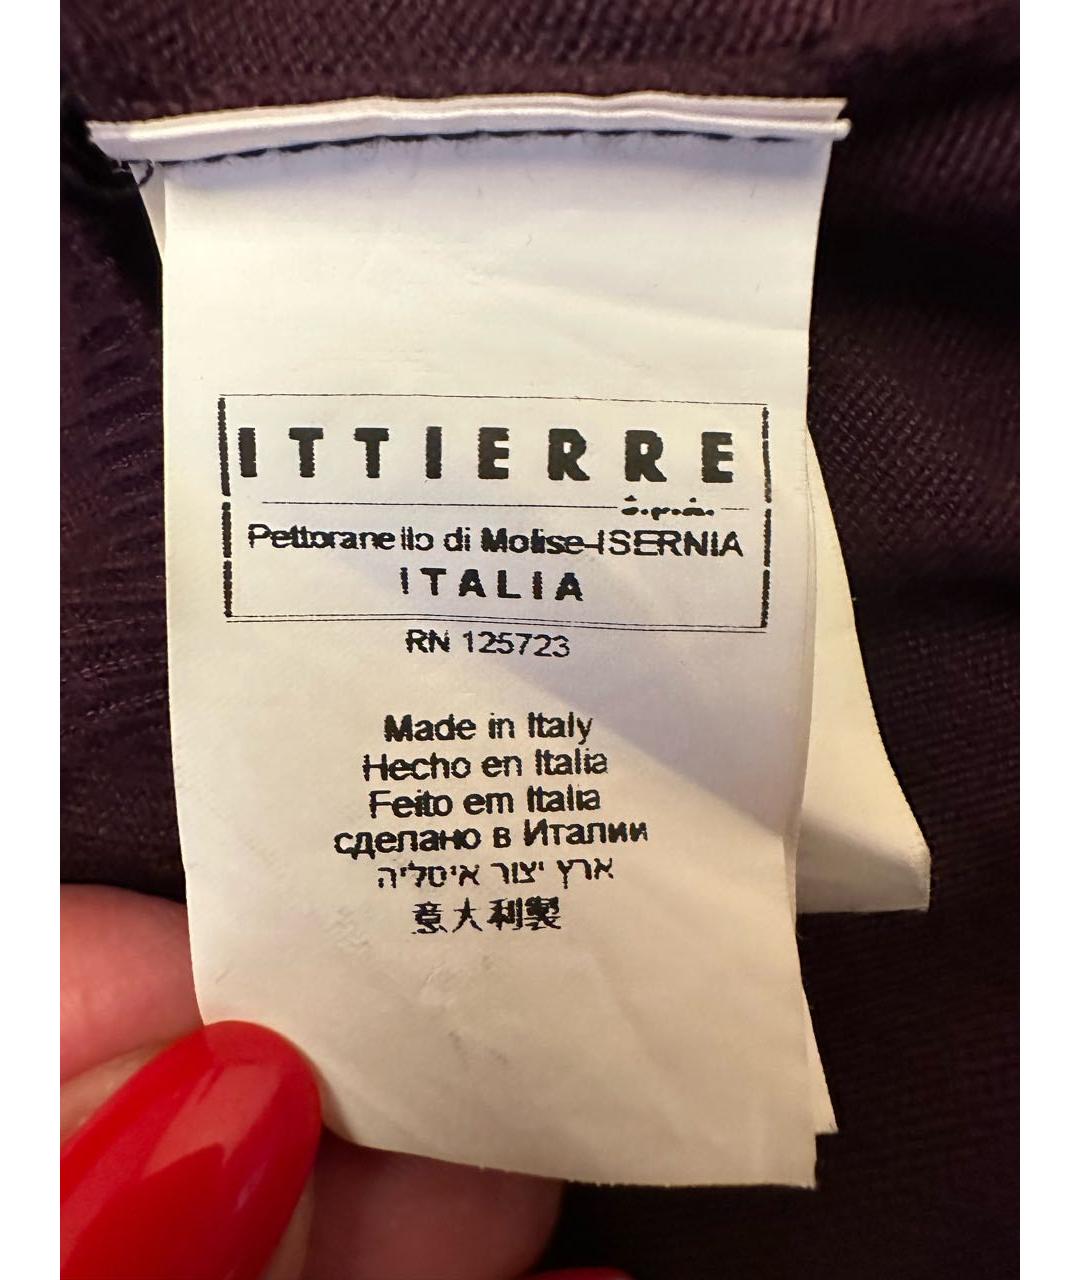 ITTIERRE
s.p.a.
Pettoranello di Molise-ISERNIA
ITALIA
RN 125723
Made in Italy
Hecho en Italia
Feito em Italia
сделано в Италии
ארץ יצור איטליה
意大利製